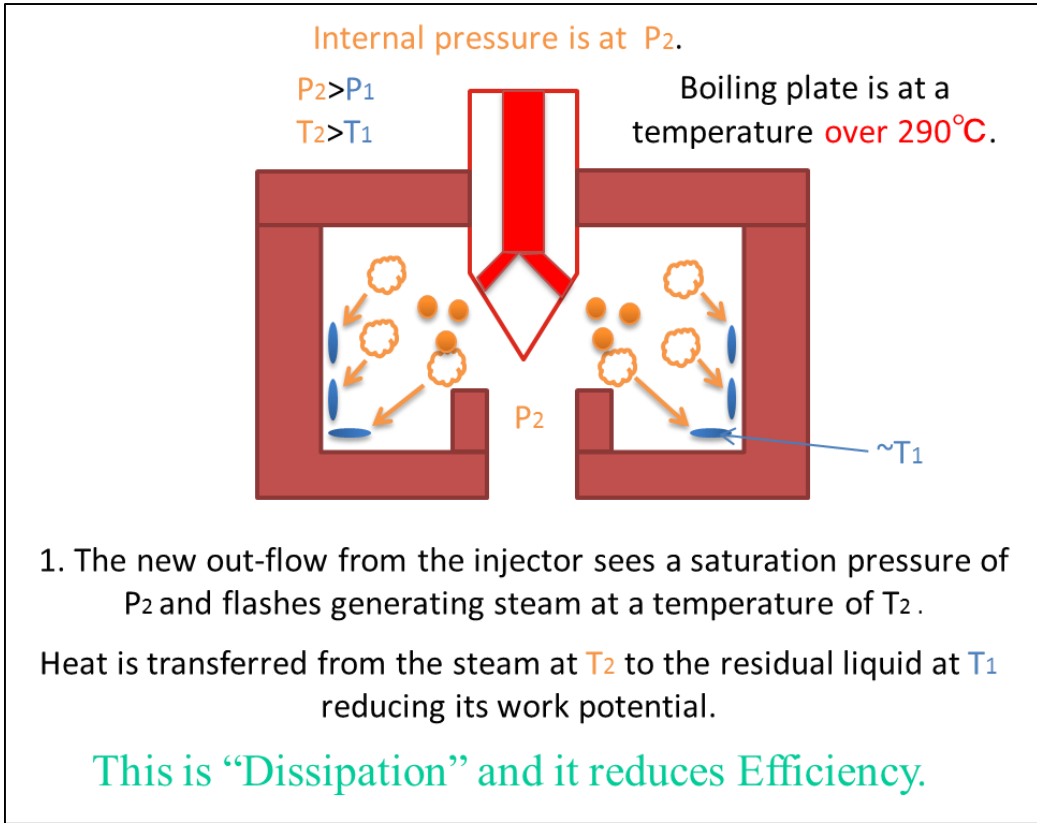 Internal pressure is at P2.
P2>P1
T2>T1
Boiling plate is at a
temperature over 290℃.
P2
~T1
1. The new out-flow from the injector sees a saturation pressure of
P2 and flashes generating steam at a temperature of T2 .
Heat is transferred from the steam at T2 to the residual liquid at T1
reducing its work potential.
This is “Dissipation” and it reduces Efficiency.